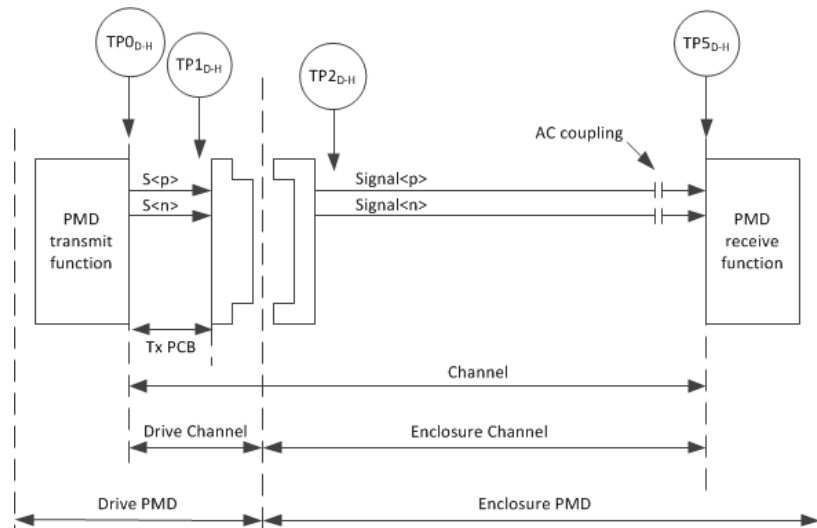 TP0D-H
TP1D-H
TP2D-H
TP5D-H
AC coupling
S<p>
S<n>
Signal<p>
Signal<n>
PMD
transmit
function
PMD
receive
function
Tx PCB
Channel
Drive Channel
Enclosure Channel
Drive PMD
Enclosure PMD